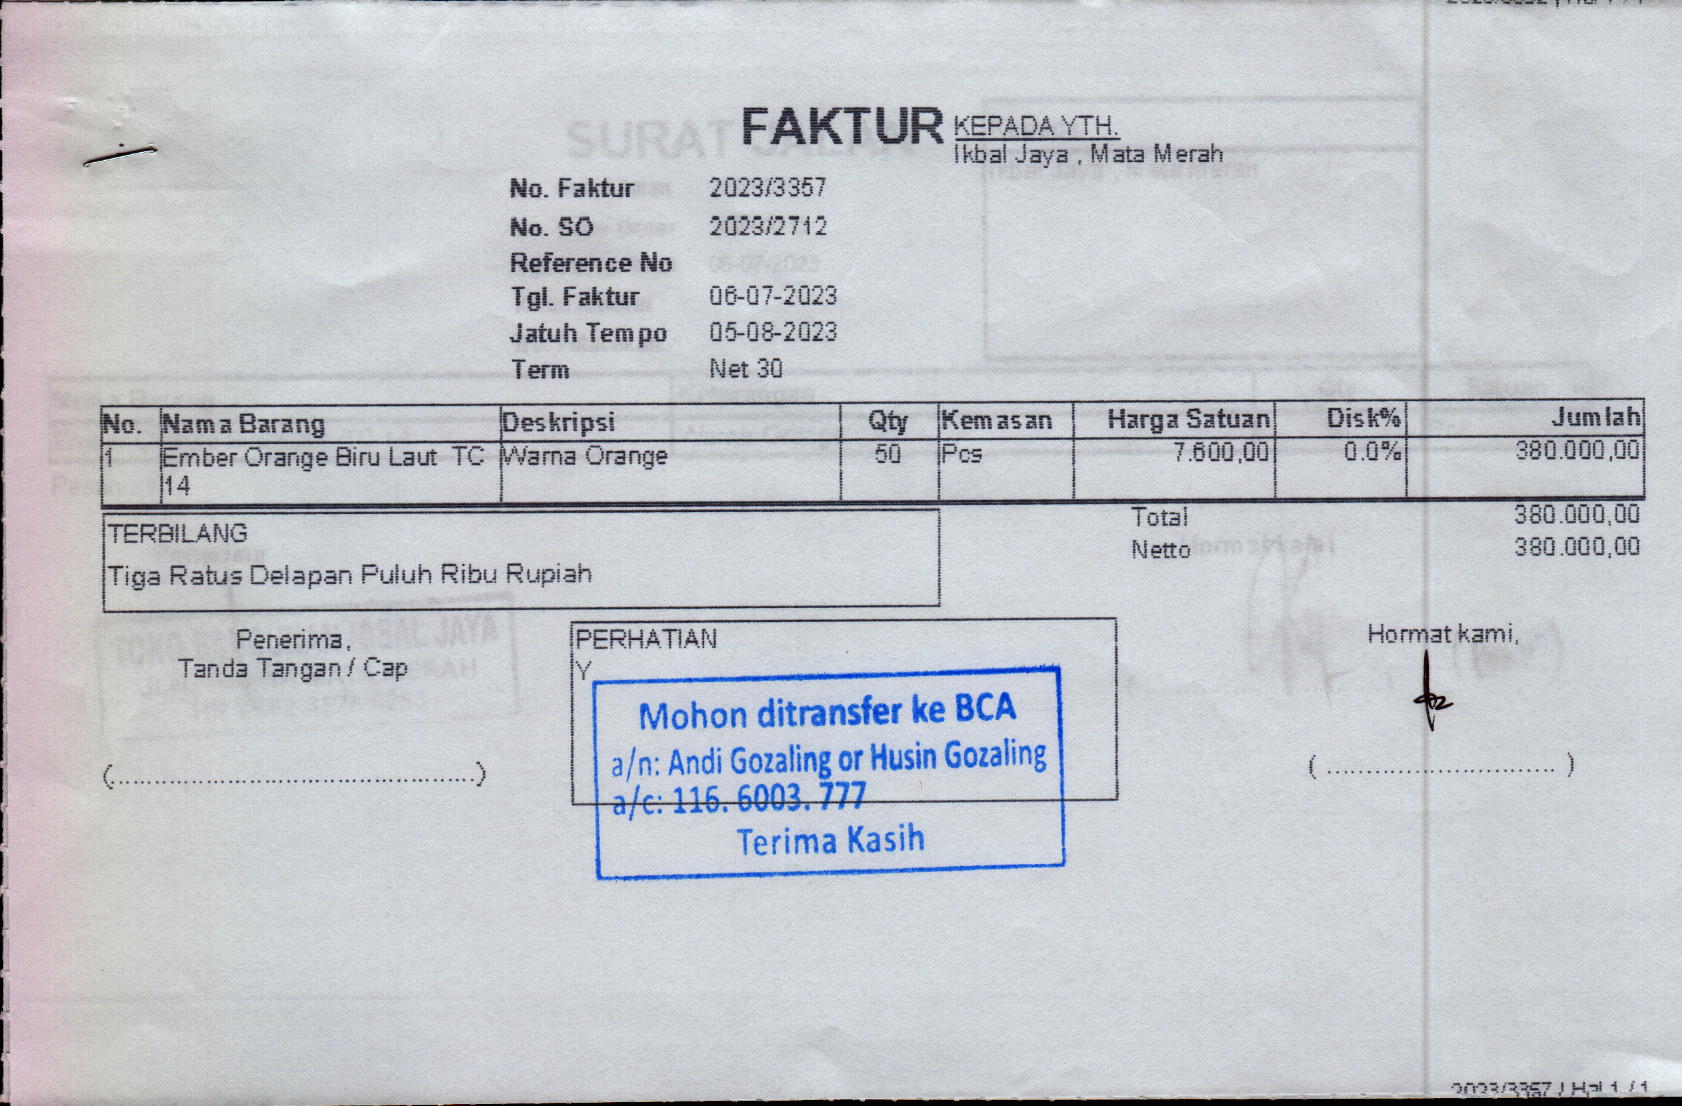 FAKTUR
KEPADA YTH.
Ikbal Jaya , Mata Merah
No. Faktur 2023/3357
No. SO 2023/2712
Reference No
Tgl. Faktur 06-07-2023
Jatuh Tempo 05-08-2023
Term Net 30
No. Nama Barang Deskripsi Qty Kemasan Harga Satuan Disk% Jumlah
1 Ember Orange Biru Laut TC Warna Orange 50 Pcs 7.600,00 0.0% 380.000,00
14
Total 380.000,00
Netto 380.000,00
TERBILANG
Tiga Ratus Delapan Puluh Ribu Rupiah
Penerima,
Tanda Tangan / Cap
PERHATIAN
Y
Mohon ditransfer ke BCA
a/n: Andi Gozaling or Husin Gozaling
a/c: 116. 6003. 777
Terima Kasih
Hormat kami,
(................................................)
( ............................. )
2023/3357 | Hal 1 / 1